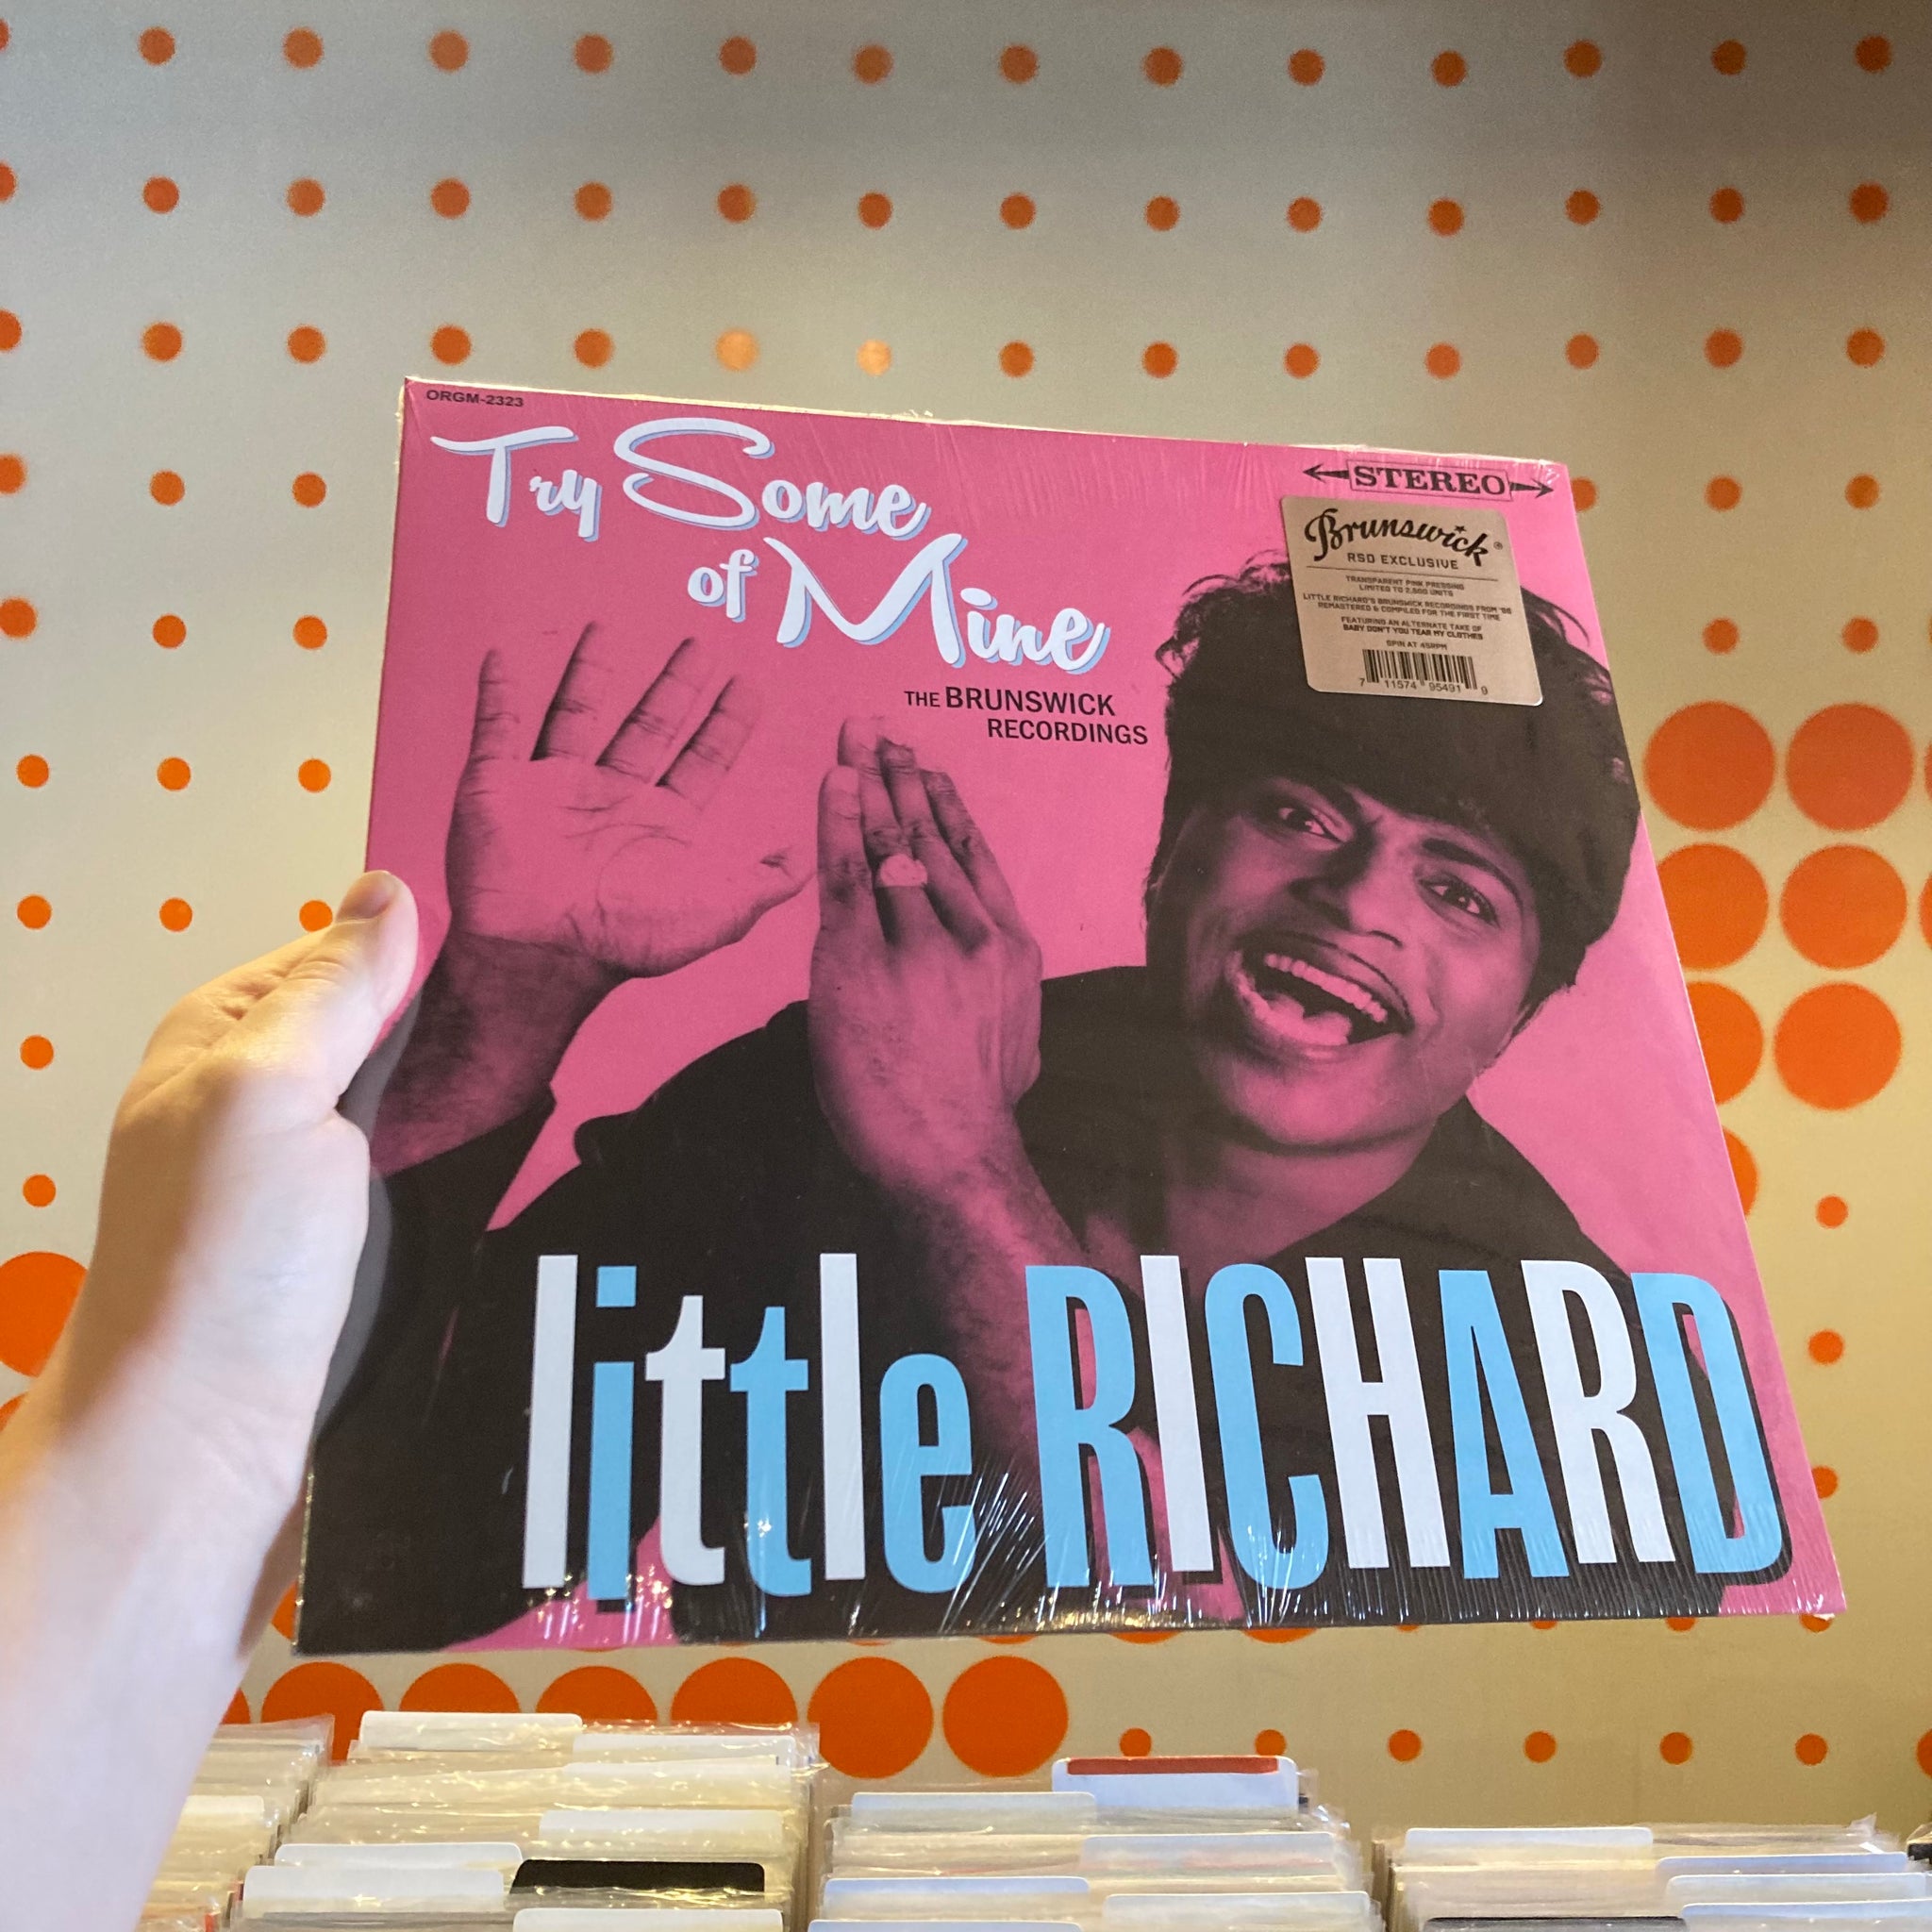 ORGM-2323
Try Some
of Mine
THE BRUNSWICK
RECORDINGS
STEREO
Brunswick®
RSD EXCLUSIVE
TRANSPARENT PINK PRESSING
LIMITED TO 2,500 UNITS
LITTLE RICHARD'S BRUNSWICK RECORDINGS FROM '68
REMASTERED & COMPILED FOR THE FIRST TIME
FEATURING AN ALTERNATE TAKE OF
BABY DON'T YOU TEAR MY CLOTHES
SPIN AT 45RPM
7 11574 95491 9
little RICHARD